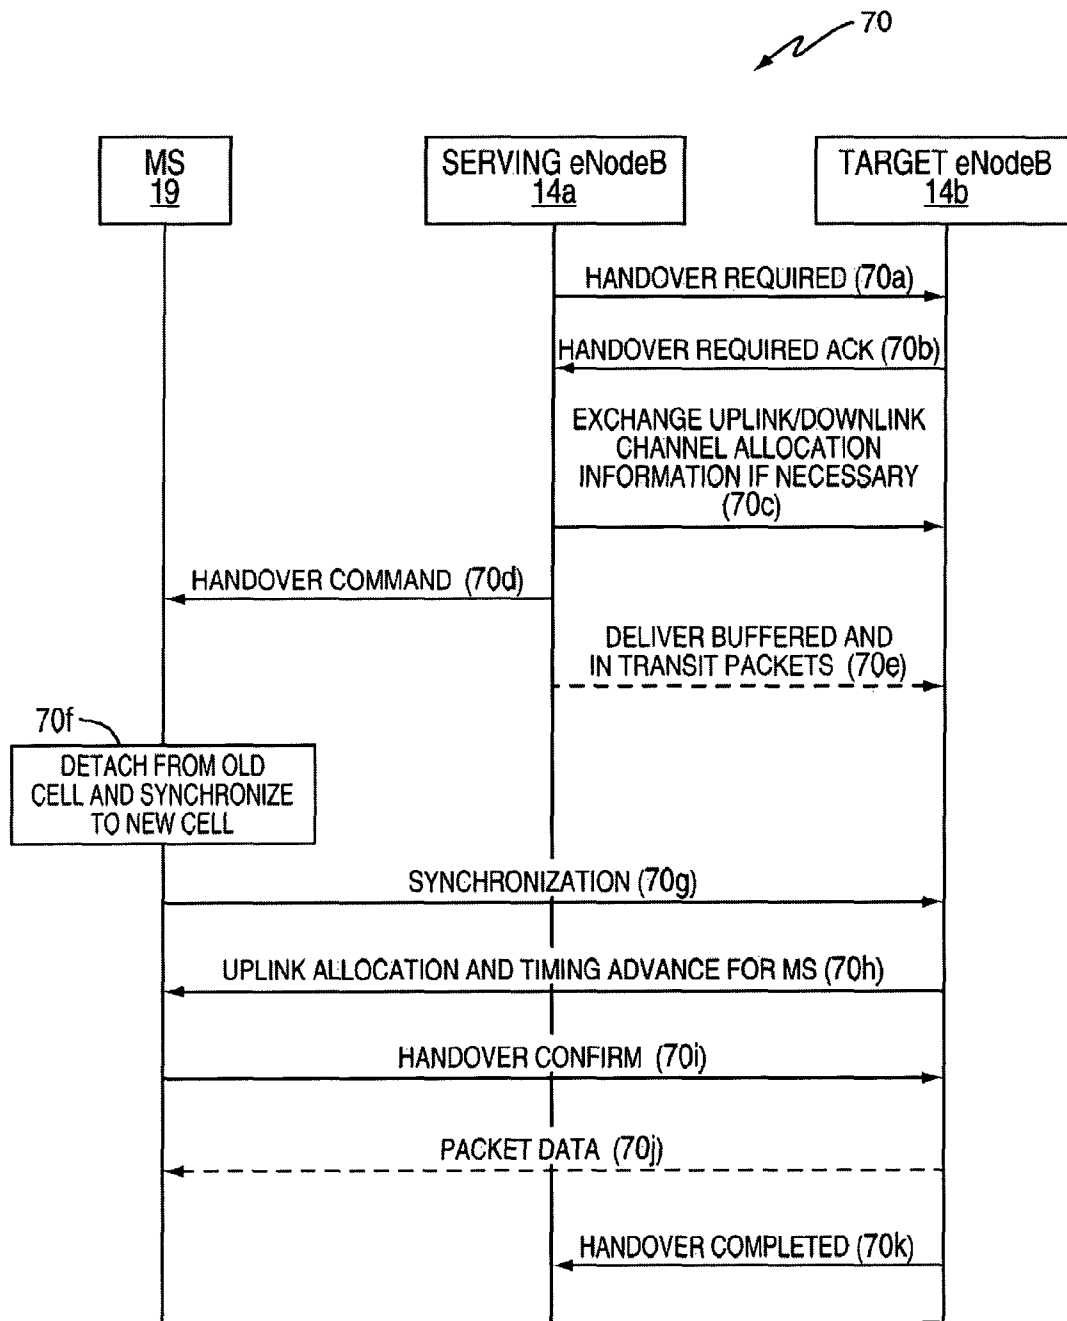 70
MS
19
SERVING eNodeB
14a
TARGET eNodeB
14b
HANDOVER REQUIRED (70a)
HANDOVER REQUIRED ACK (70b)
EXCHANGE UPLINK/DOWNLINK
CHANNEL ALLOCATION
INFORMATION IF NECESSARY
(70c)
HANDOVER COMMAND (70d)
DELIVER BUFFERED AND
IN TRANSIT PACKETS (70e)
70f
DETACH FROM OLD
CELL AND SYNCHRONIZE
TO NEW CELL
SYNCHRONIZATION (70g)
UPLINK ALLOCATION AND TIMING ADVANCE FOR MS (70h)
HANDOVER CONFIRM (70i)
PACKET DATA (70j)
HANDOVER COMPLETED (70k)